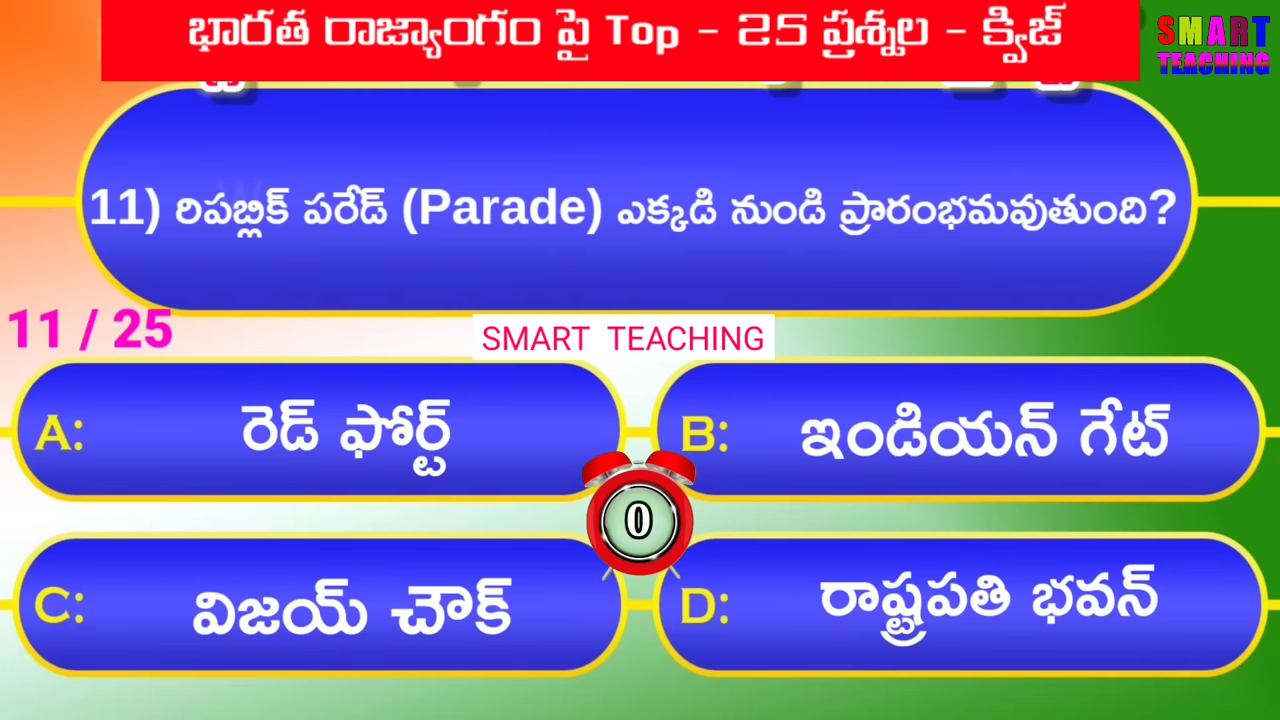 భారత రాజ్యాంగం పై Top - 25 ప్రశ్నల - క్విజ్
SMART
TEACHING
11) రిపబ్లిక్ పరేడ్ (Parade) ఎక్కడి నుండి ప్రారంభమవుతుంది?
11 / 25
SMART TEACHING
A: రెడ్ ఫోర్ట్
B: ఇండియన్ గేట్
0
C: విజయ్ చౌక్
D: రాష్ట్రపతి భవన్